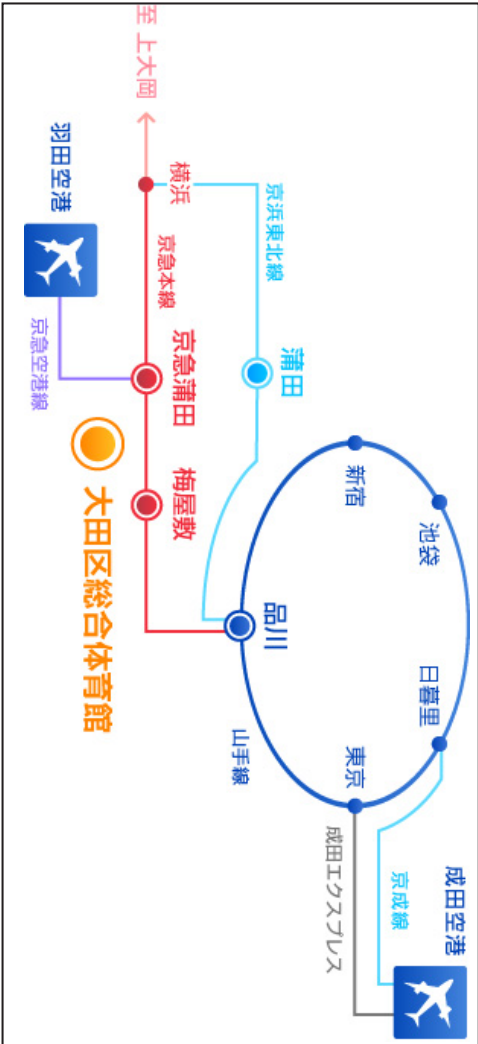 成田空港
京成線
成田エクスプレス
池袋
日暮里
新宿
東京
品川
山手線
蒲田
京浜東北線
横浜
京急本線
京急蒲田
梅屋敷
至 上大岡
羽田空港
京急空港線
大田区総合体育館